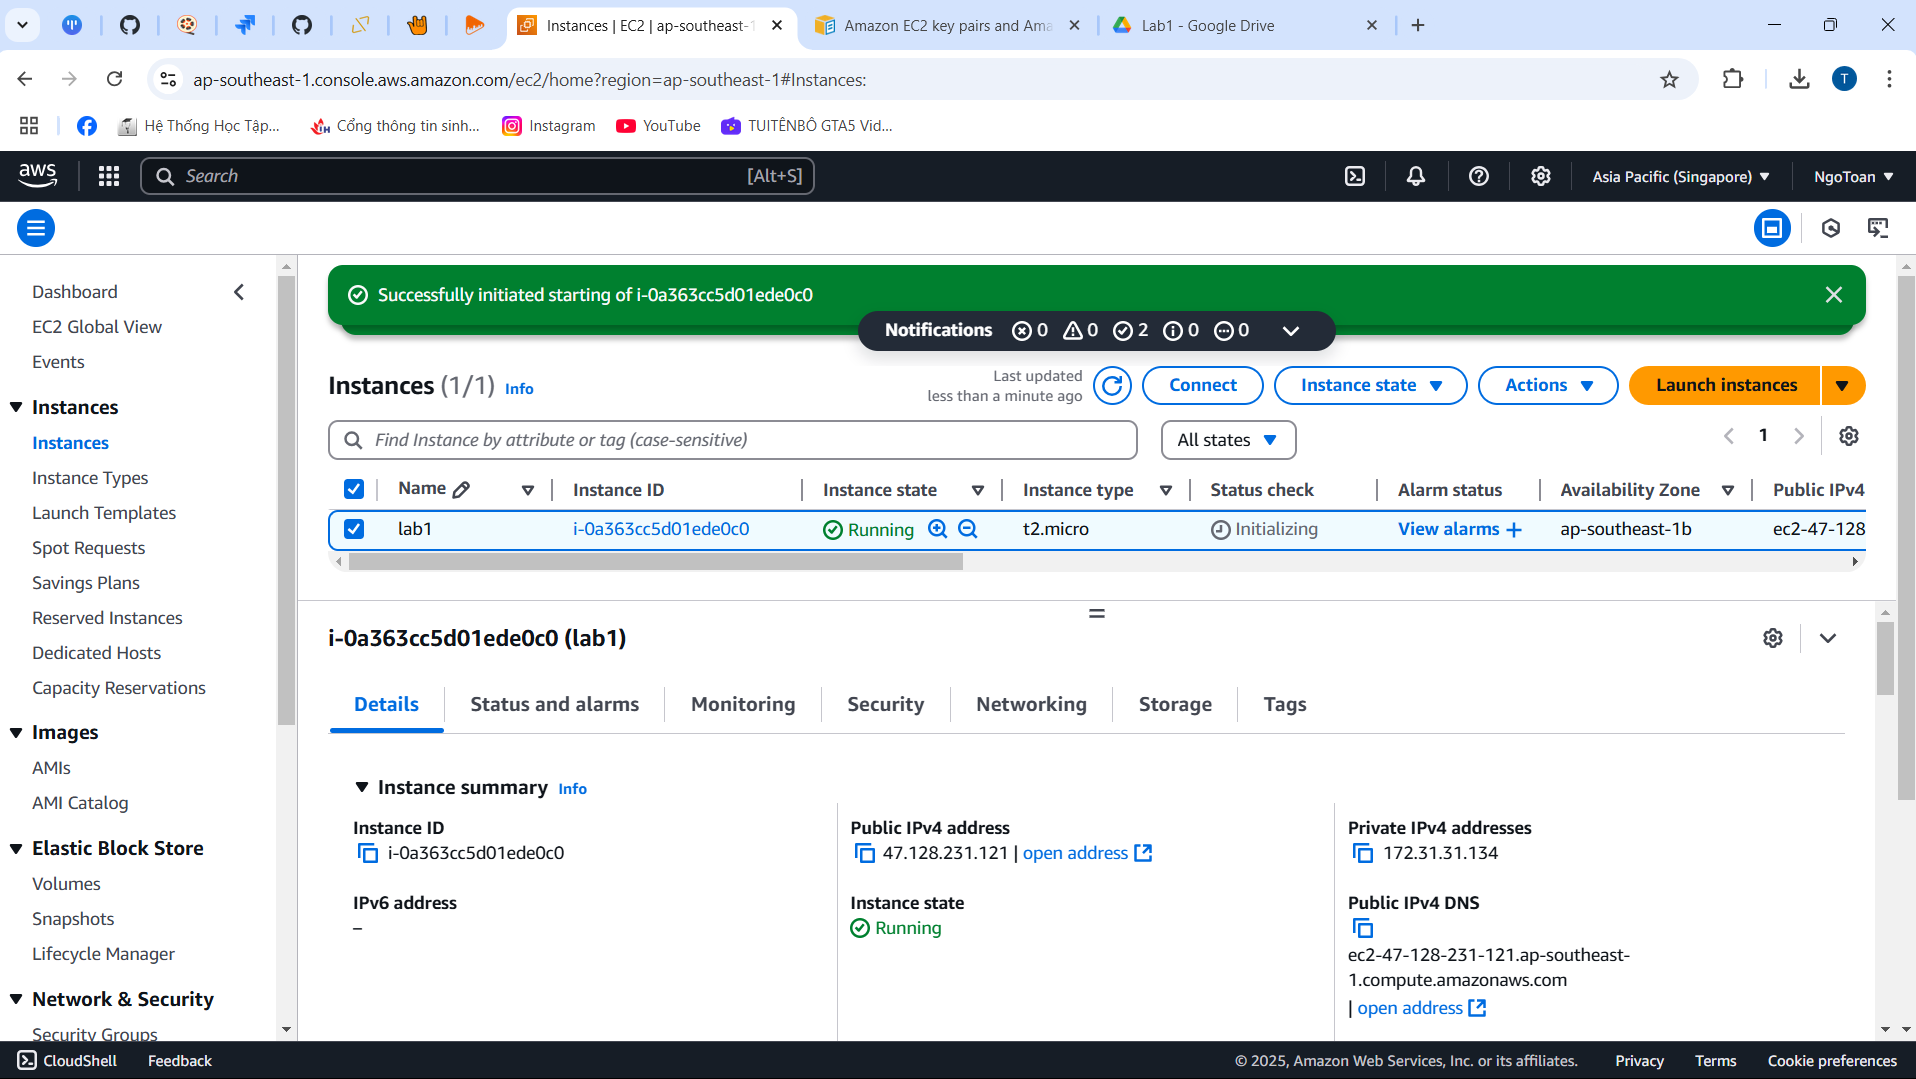 Instances | EC2 | ap-southeast-1
Amazon EC2 key pairs and Ama
Lab1 - Google Drive
ap-southeast-1.console.aws.amazon.com/ec2/home?region=ap-southeast-1#Instances:
T
Hệ Thống Học Tập...
Cổng thông tin sinh...
Instagram
YouTube
TUITÊNBÔ GTA5 Vid...
aws
Search
[Alt+S]
Asia Pacific (Singapore)
NgoToan
Dashboard
EC2 Global View
Events
Instances
Instances
Instance Types
Launch Templates
Spot Requests
Savings Plans
Reserved Instances
Dedicated Hosts
Capacity Reservations
Images
AMIs
AMI Catalog
Elastic Block Store
Volumes
Snapshots
Lifecycle Manager
Network & Security
Security Groups
Successfully initiated starting of i-0a363cc5d01ede0c0
Notifications 0 0 2 0 0
Instances (1/1) Info
Last updated
less than a minute ago
Connect
Instance state
Actions
Launch instances
Find Instance by attribute or tag (case-sensitive)
All states
1
Name Instance ID Instance state Instance type Status check Alarm status Availability Zone Public IPv4
lab1 i-0a363cc5d01ede0c0 Running t2.micro Initializing View alarms + ap-southeast-1b ec2-47-128
i-0a363cc5d01ede0c0 (lab1)
Details Status and alarms Monitoring Security Networking Storage Tags
Instance summary Info
Instance ID
i-0a363cc5d01ede0c0
IPv6 address
–
Public IPv4 address
47.128.231.121 | open address
Instance state
Running
Private IPv4 addresses
172.31.31.134
Public IPv4 DNS
ec2-47-128-231-121.ap-southeast-
1.compute.amazonaws.com
| open address
CloudShell
Feedback
© 2025, Amazon Web Services, Inc. or its affiliates.
Privacy
Terms
Cookie preferences